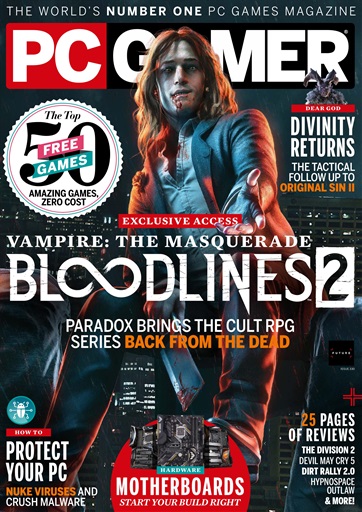 THE WORLD'S NUMBER ONE PC GAMES MAGAZINE
PC GAMER
The Top
50
FREE
GAMES
AMAZING GAMES,
ZERO COST
DEAR GOD
DIVINITY
RETURNS
THE TACTICAL
FOLLOW UP TO
ORIGINAL SIN II
EXCLUSIVE ACCESS
VAMPIRE: THE MASQUERADE
BLOODLINES 2
PARADOX BRINGS THE CULT RPG
SERIES BACK FROM THE DEAD
FUTURE
HOW TO
PROTECT
YOUR PC
NUKE VIRUSES AND
CRUSH MALWARE
HARDWARE
MOTHERBOARDS
START YOUR BUILD RIGHT
25 PAGES
OF REVIEWS
THE DIVISION 2
DEVIL MAY CRY 5
DIRT RALLY 2.0
HYPNOSPACE
OUTLAW
& MORE!